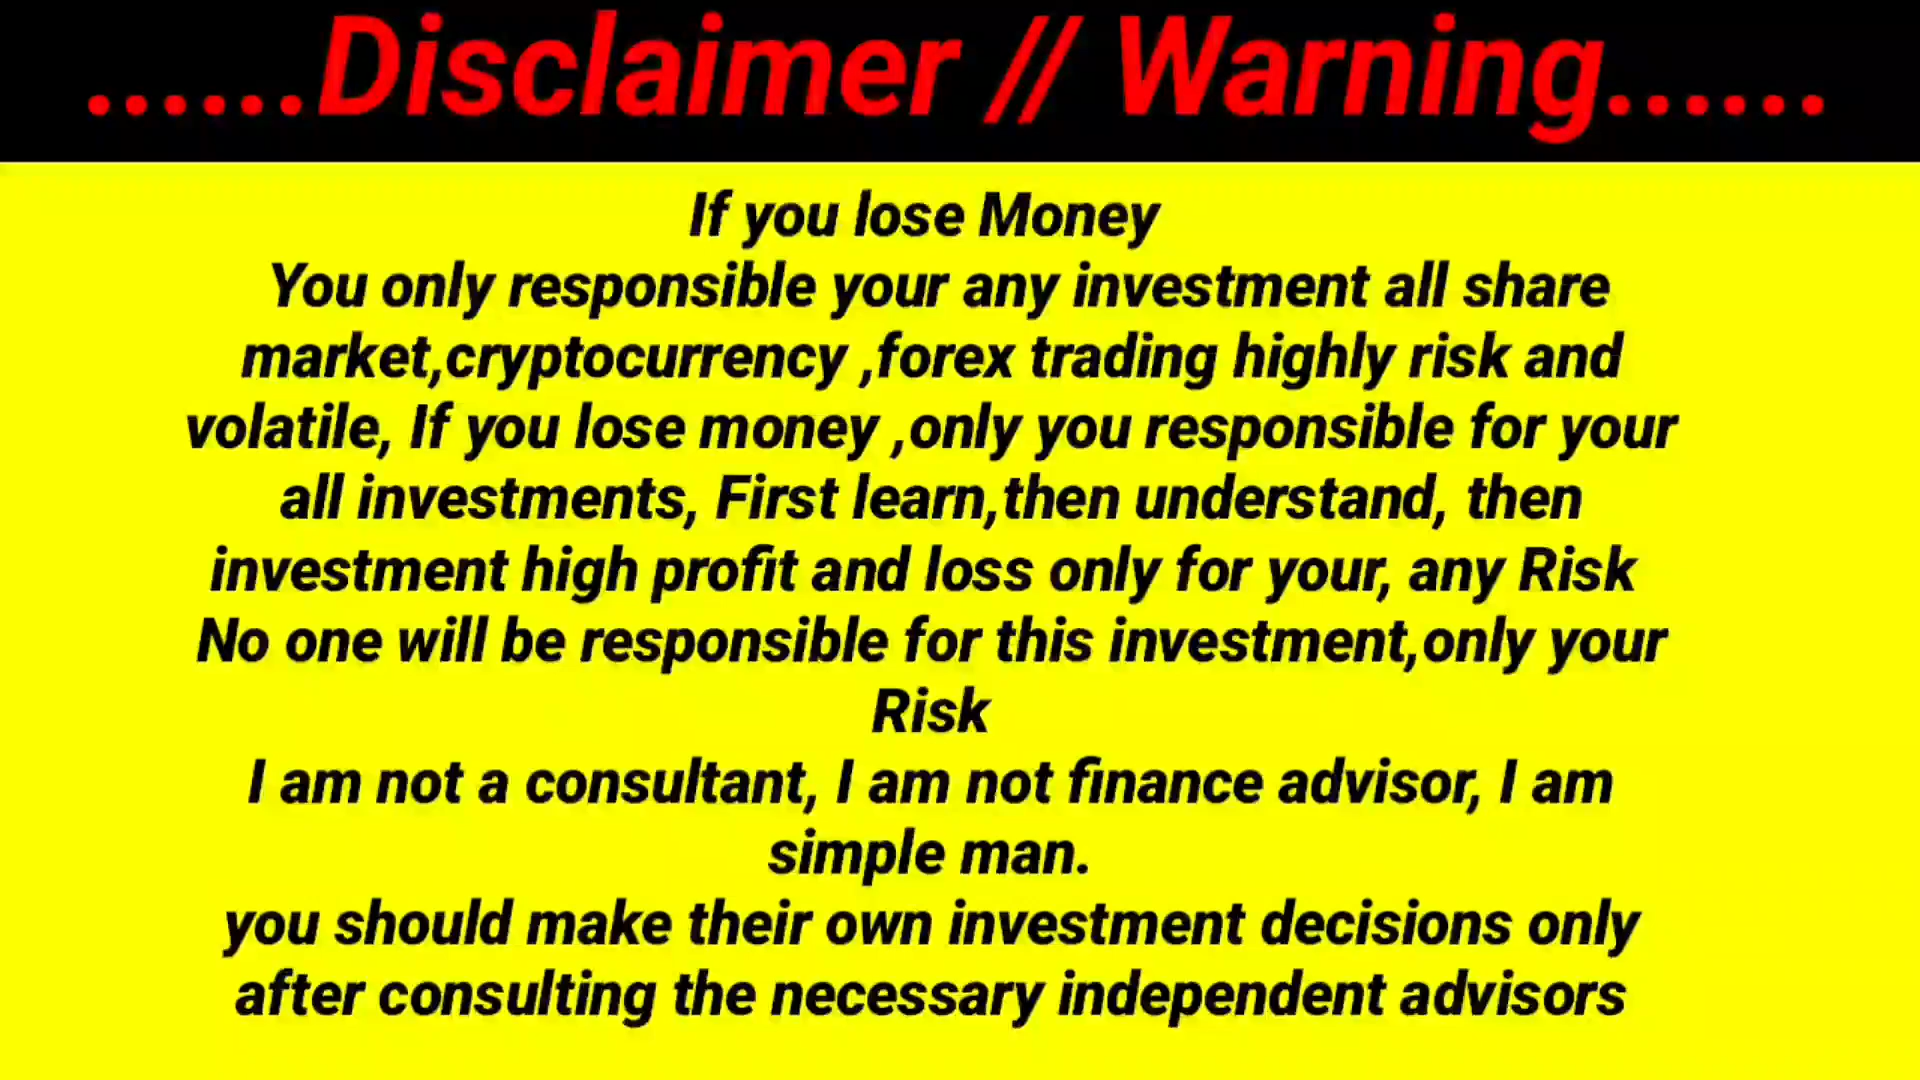 ......Disclaimer // Warning......
If you lose Money
You only responsible your any investment all share
market,cryptocurrency ,forex trading highly risk and
volatile, If you lose money ,only you responsible for your
all investments, First learn,then understand, then
investment high profit and loss only for your, any Risk
No one will be responsible for this investment,only your
Risk
I am not a consultant, I am not finance advisor, I am
simple man.
you should make their own investment decisions only
after consulting the necessary independent advisors